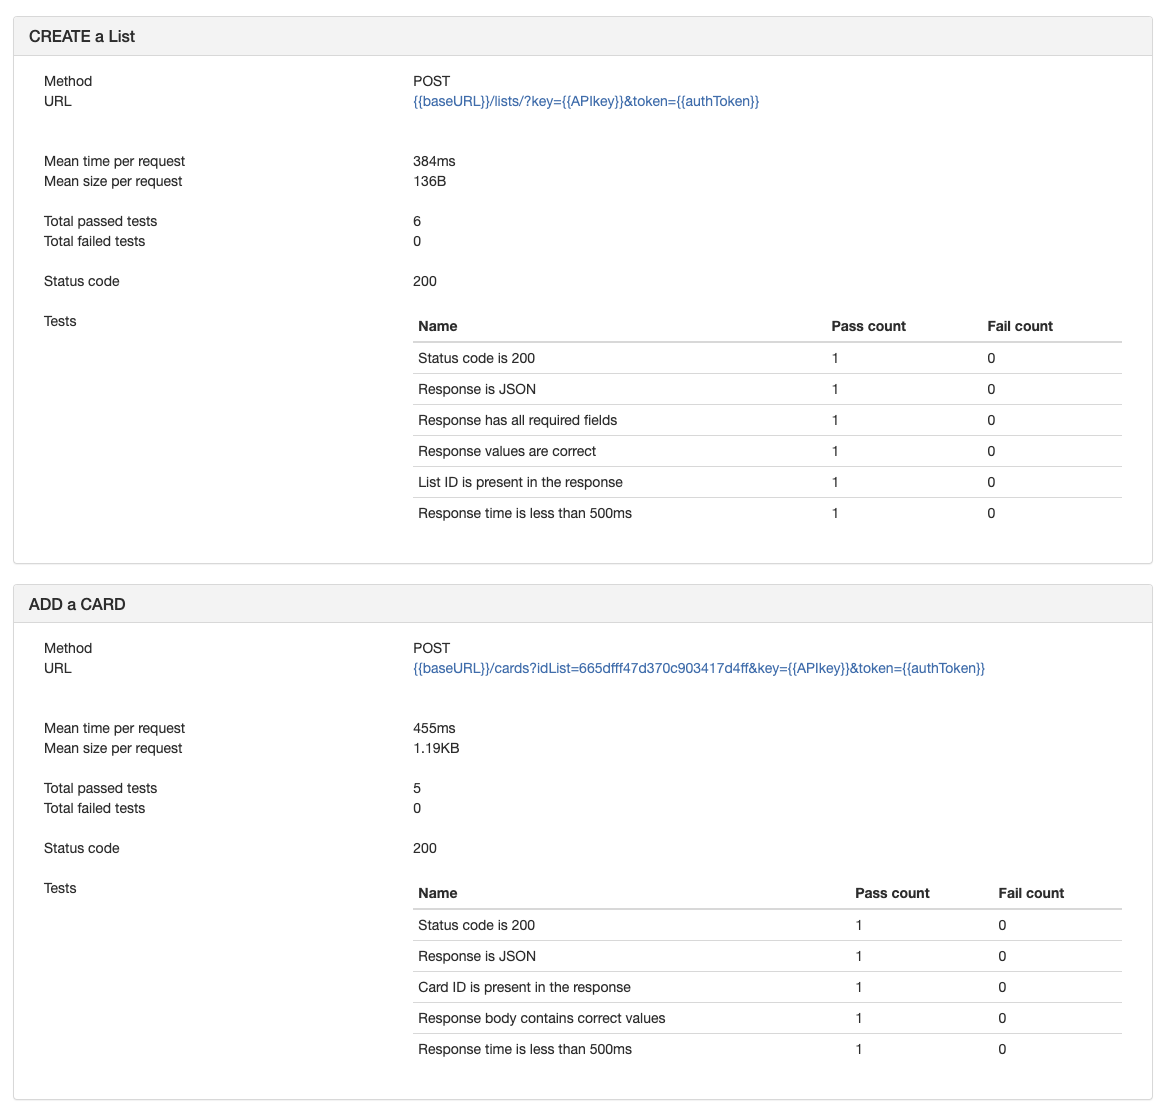 CREATE a List
Method POST
URL {{baseURL}}/lists/?key={{APIkey}}&token={{authToken}}
Mean time per request 384ms
Mean size per request 136B
Total passed tests 6
Total failed tests 0
Status code 200
Tests
Name Pass count Fail count
Status code is 200 1 0
Response is JSON 1 0
Response has all required fields 1 0
Response values are correct 1 0
List ID is present in the response 1 0
Response time is less than 500ms 1 0
ADD a CARD
Method POST
URL {{baseURL}}/cards?idList=665dfff47d370c903417d4ff&key={{APIkey}}&token={{authToken}}
Mean time per request 455ms
Mean size per request 1.19KB
Total passed tests 5
Total failed tests 0
Status code 200
Tests
Name Pass count Fail count
Status code is 200 1 0
Response is JSON 1 0
Card ID is present in the response 1 0
Response body contains correct values 1 0
Response time is less than 500ms 1 0